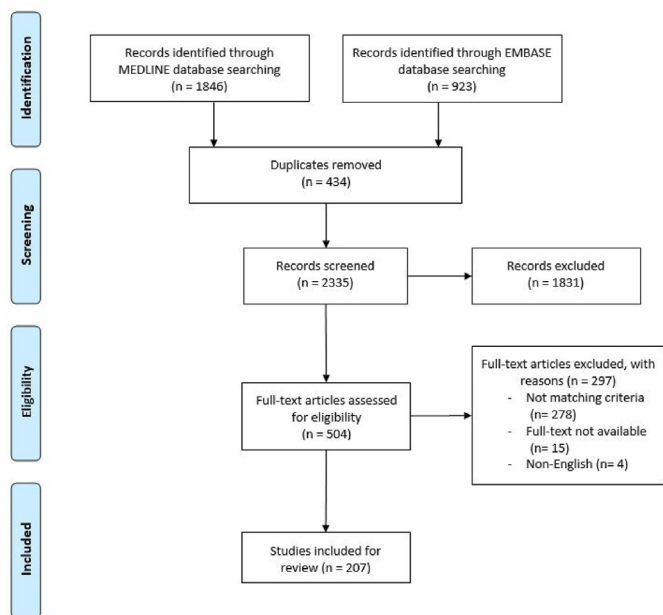 Identification
Records identified through
MEDLINE database searching
(n = 1846)
Records identified through EMBASE
database searching
(n = 923)
Duplicates removed
(n = 434)
Screening
Records screened
(n = 2335)
Records excluded
(n = 1831)
Eligibility
Full-text articles assessed
for eligibility
(n = 504)
Full-text articles excluded, with
reasons (n = 297)
- Not matching criteria
(n= 278)
- Full-text not available
(n= 15)
- Non-English (n= 4)
Included
Studies included for
review (n = 207)